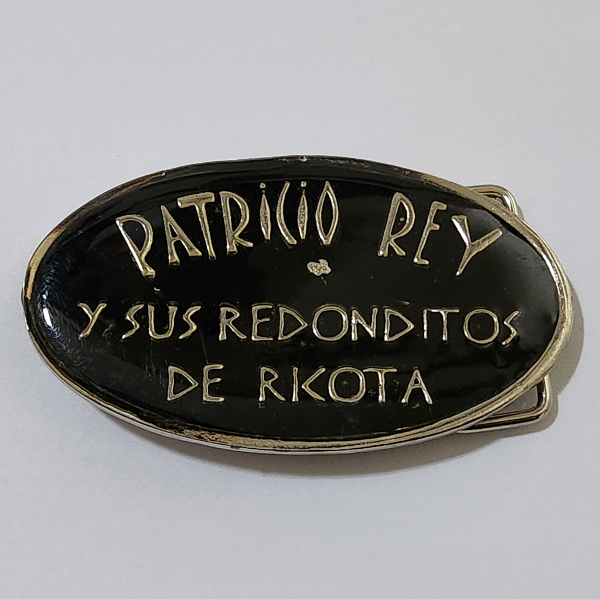 PATRICIO REY
Y SUS REDONDITOS
DE RICOTA